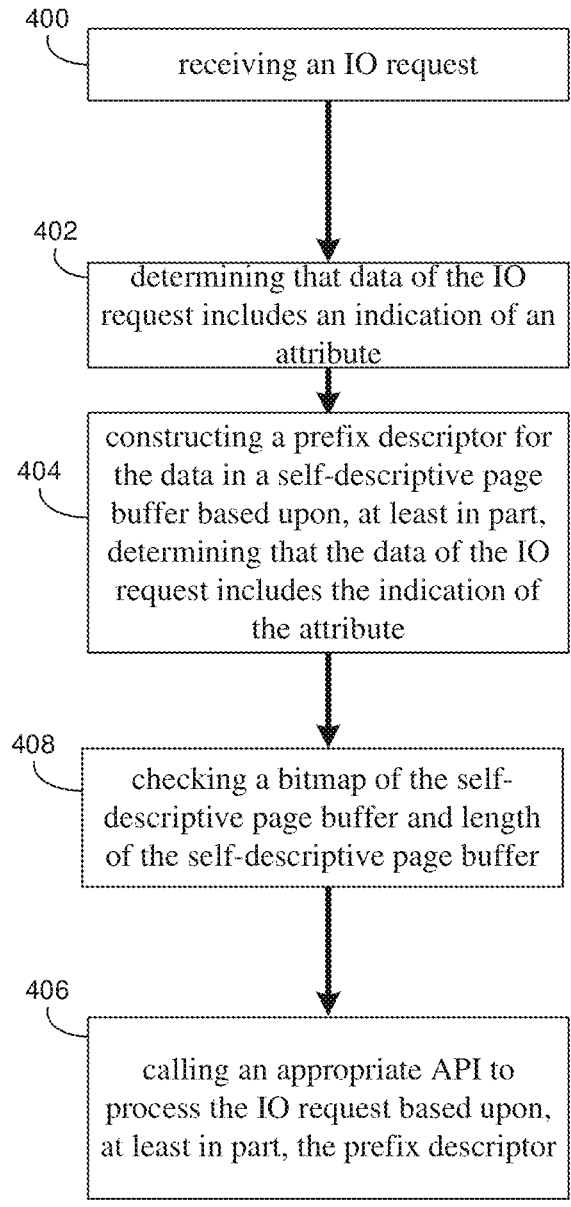 400
receiving an IO request
402
determining that data of the IO
request includes an indication of an
attribute
404
constructing a prefix descriptor for
the data in a self-descriptive page
buffer based upon, at least in part,
determining that the data of the IO
request includes the indication of
the attribute
408
checking a bitmap of the self-
descriptive page buffer and length
of the self-descriptive page buffer
406
calling an appropriate API to
process the IO request based upon,
at least in part, the prefix descriptor